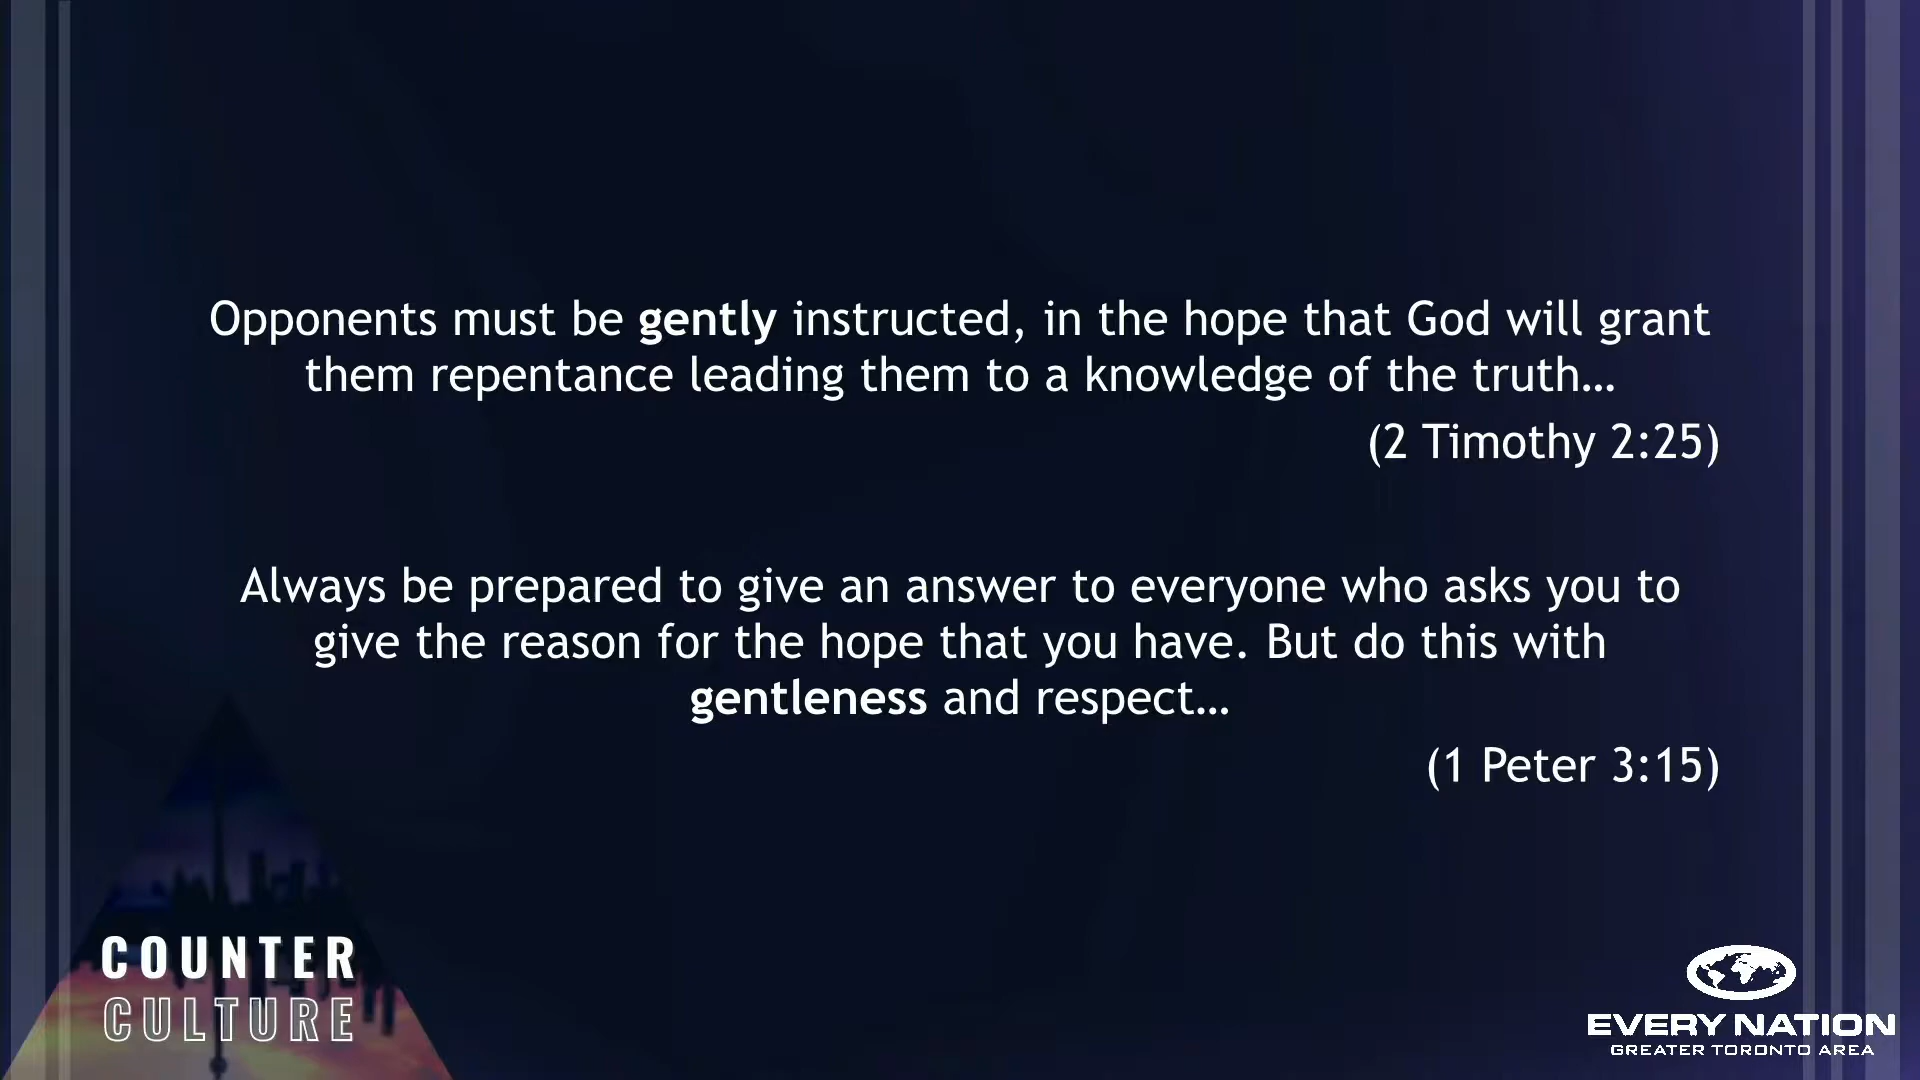 Opponents must be gently instructed, in the hope that God will grant
them repentance leading them to a knowledge of the truth…
(2 Timothy 2:25)
Always be prepared to give an answer to everyone who asks you to
give the reason for the hope that you have. But do this with
gentleness and respect…
(1 Peter 3:15)
COUNTER
CULTURE
EVERY NATION
GREATER TORONTO AREA